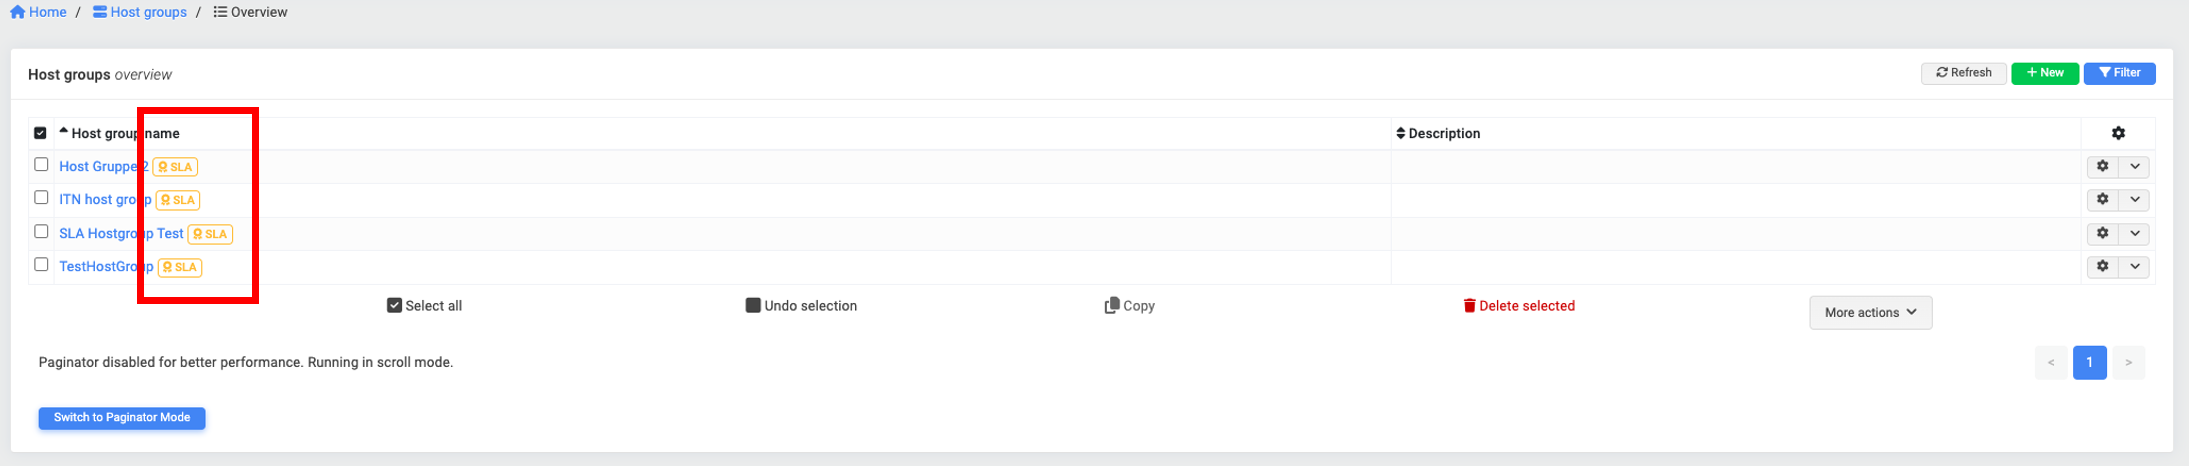 Home / Host groups / Overview
Host groups overview
Refresh New Filter
Host group name Description
Host Gruppe 2 SLA
ITN host group SLA
SLA Hostgroup Test SLA
TestHostGroup SLA
Select all Undo selection Copy Delete selected More actions
Paginator disabled for better performance. Running in scroll mode.
< 1 >
Switch to Paginator Mode